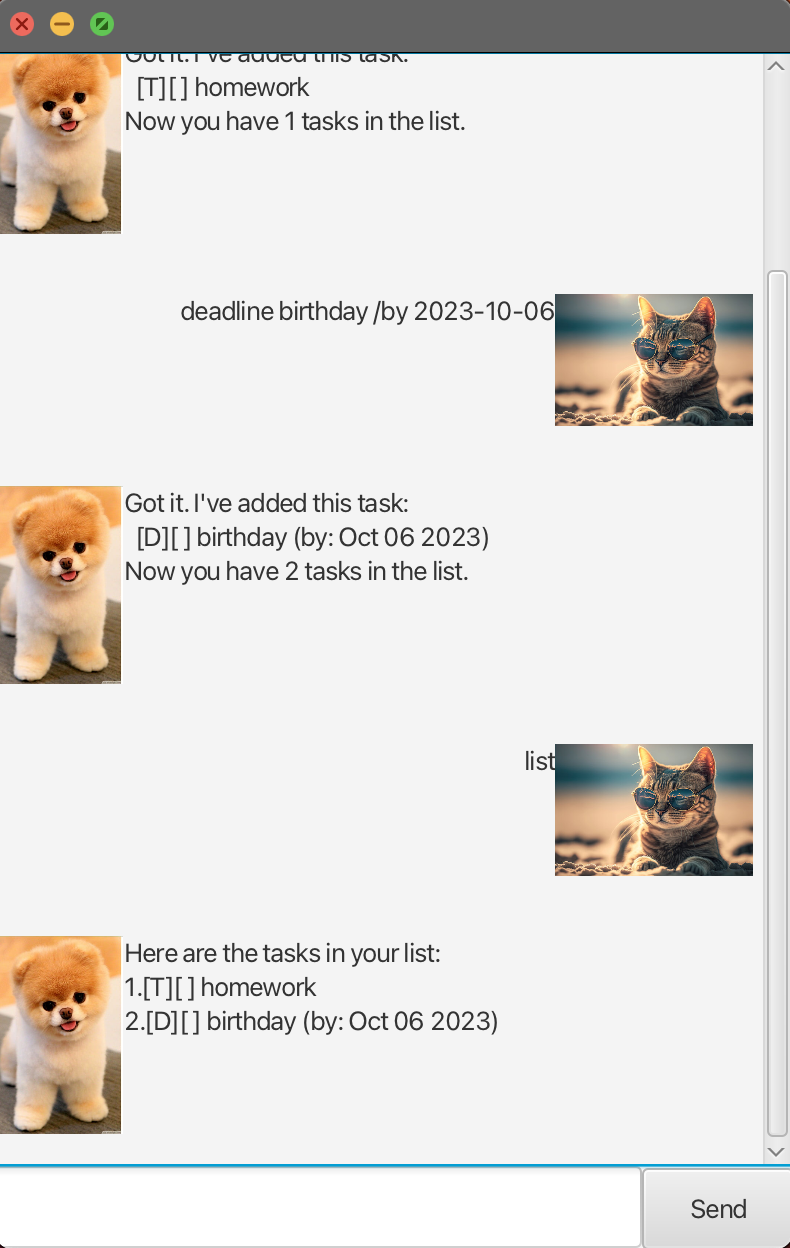 Got it. I've added this task:
[T][ ] homework
Now you have 1 tasks in the list.
deadline birthday /by 2023-10-06
Got it. I've added this task:
[D][ ] birthday (by: Oct 06 2023)
Now you have 2 tasks in the list.
list
Here are the tasks in your list:
1.[T][ ] homework
2.[D][ ] birthday (by: Oct 06 2023)
Send